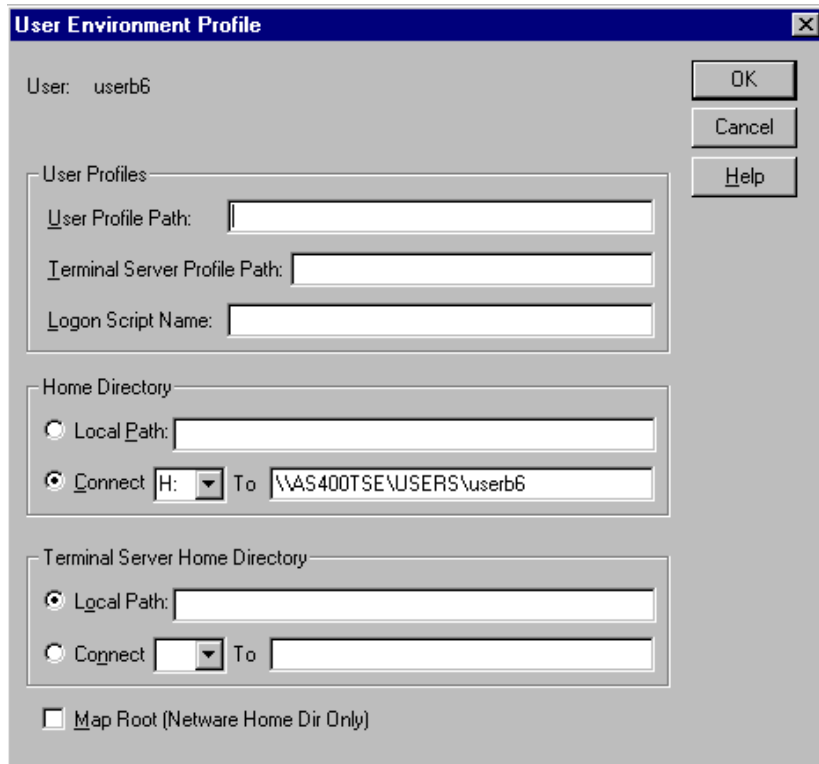 User Environment Profile
User: userb6
OK
Cancel
Help
User Profiles
User Profile Path:
Terminal Server Profile Path:
Logon Script Name:
Home Directory
Local Path:
Connect H: To \\AS400TSE\USERS\userb6
Terminal Server Home Directory
Local Path:
Connect To
Map Root (Netware Home Dir Only)